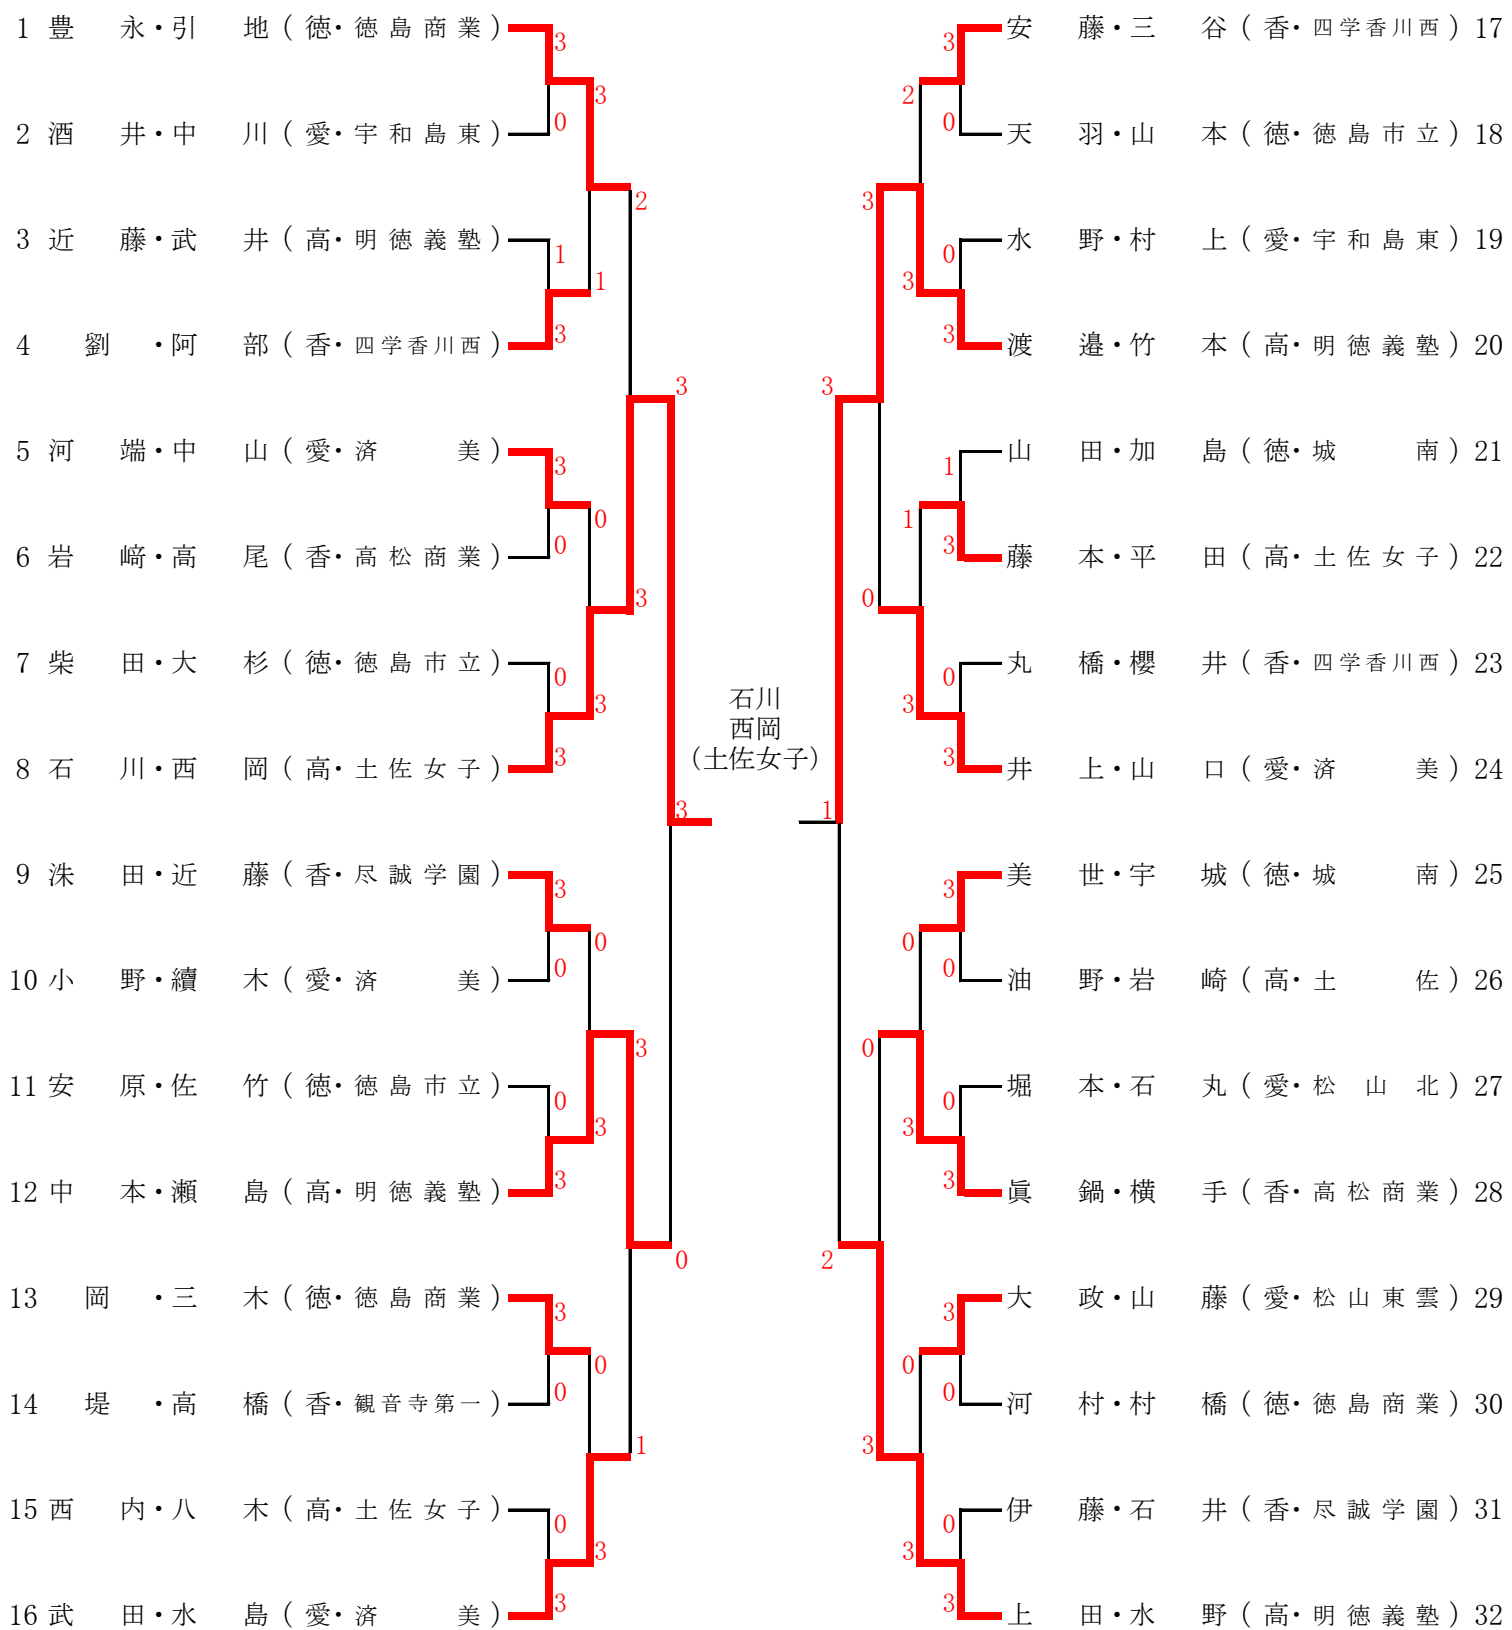 1 豊 永・引 地 ( 徳・徳島商業 )
3
3
0
2 酒 井・中 川 ( 愛・宇和島東 )
2
3 近 藤・武 井 ( 高・明徳義塾 )
1
1
3
4 劉 ・阿 部 ( 香・四学香川西 )
3
5 河 端・中 山 ( 愛・済 美 )
3
0
0
6 岩 﨑・高 尾 ( 香・高松商業 )
3
7 柴 田・大 杉 ( 徳・徳島市立 )
0
3
3
8 石 川・西 岡 ( 高・土佐女子 )
3
9 洙 田・近 藤 ( 香・尽誠学園 )
3
0
0
10 小 野・續 木 ( 愛・済 美 )
3
11 安 原・佐 竹 ( 徳・徳島市立 )
0
3
3
12 中 本・瀬 島 ( 高・明徳義塾 )
0
13 岡 ・三 木 ( 徳・徳島商業 )
3
0
0
14 堤 ・高 橋 ( 香・観音寺第一 )
1
15 西 内・八 木 ( 高・土佐女子 )
0
3
3
16 武 田・水 島 ( 愛・済 美 )
石川
西岡
(土佐女子)
安 藤・三 谷 ( 香・四学香川西 ) 17
3
2
0
天 羽・山 本 ( 徳・徳島市立 ) 18
3
水 野・村 上 ( 愛・宇和島東 ) 19
0
3
3
渡 邉・竹 本 ( 高・明徳義塾 ) 20
3
山 田・加 島 ( 徳・城 南 ) 21
1
1
3
藤 本・平 田 ( 高・土佐女子 ) 22
0
丸 橋・櫻 井 ( 香・四学香川西 ) 23
0
3
3
井 上・山 口 ( 愛・済 美 ) 24
1
美 世・宇 城 ( 徳・城 南 ) 25
3
0
0
油 野・岩 崎 ( 高・土 佐 ) 26
0
堀 本・石 丸 ( 愛・松 山 北 ) 27
0
3
3
眞 鍋・横 手 ( 香・高松商業 ) 28
2
大 政・山 藤 ( 愛・松山東雲 ) 29
3
0
0
河 村・村 橋 ( 徳・徳島商業 ) 30
3
伊 藤・石 井 ( 香・尽誠学園 ) 31
0
3
3
上 田・水 野 ( 高・明徳義塾 ) 32